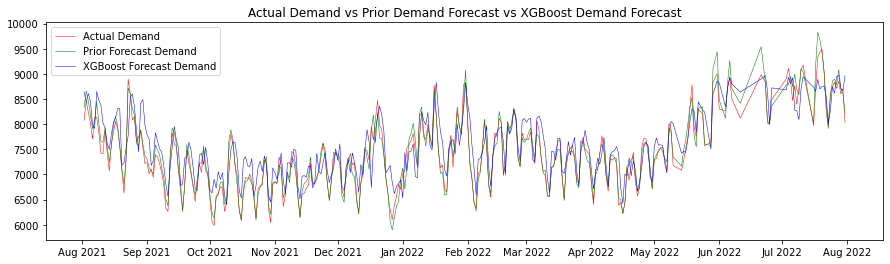 Actual Demand vs Prior Demand Forecast vs XGBoost Demand Forecast
Actual Demand
Prior Forecast Demand
XGBoost Forecast Demand
10000
9500
9000
8500
8000
7500
7000
6500
6000
Aug 2021 Sep 2021 Oct 2021 Nov 2021 Dec 2021 Jan 2022 Feb 2022 Mar 2022 Apr 2022 May 2022 Jun 2022 Jul 2022 Aug 2022